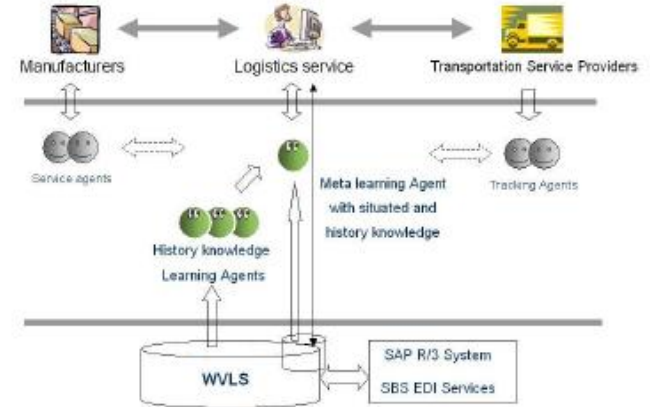 Manufacturers
Logistics service
Transportation Service Providers
Service agents
Meta learning Agent
with situated and
history knowledge
Tracking Agents
History knowledge
Learning Agents
WVLS
SAP R/3 System
SBS EDI Services